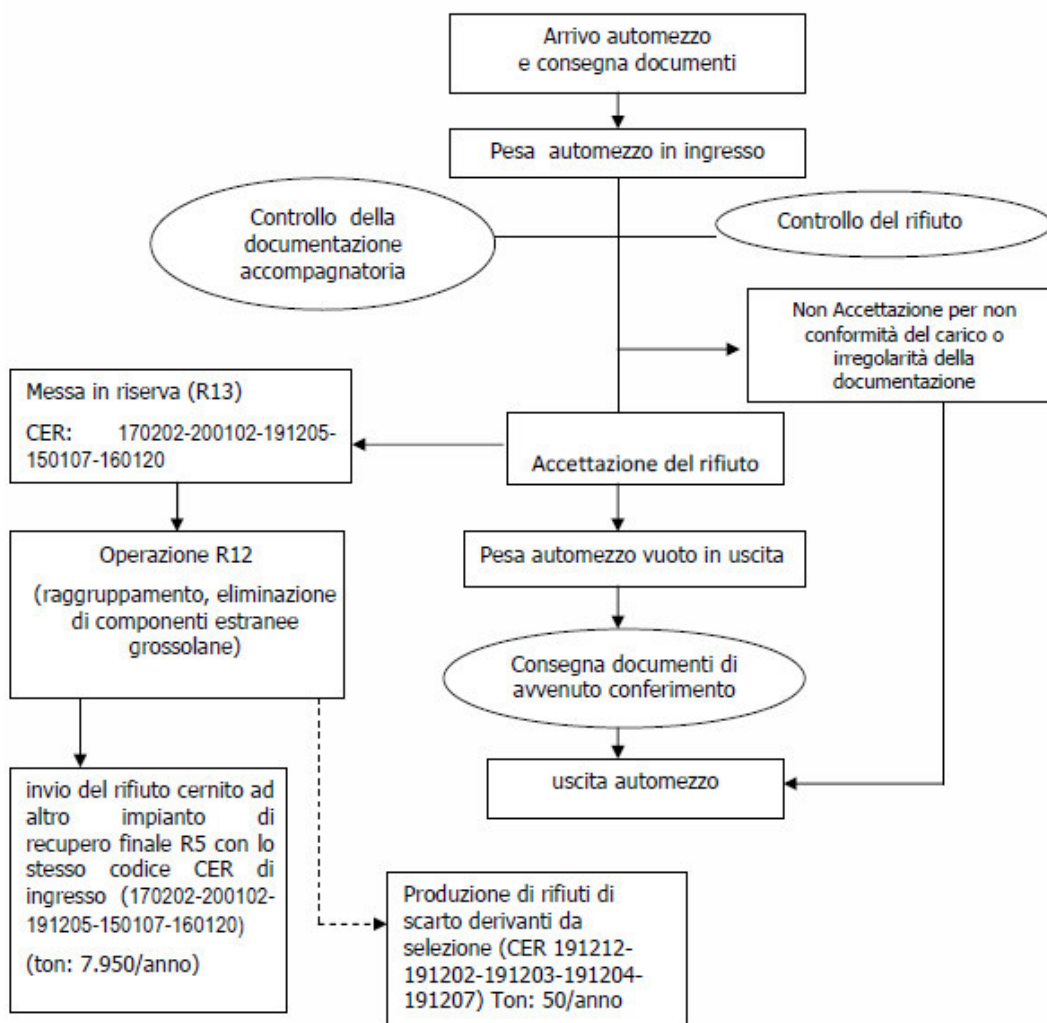 Arrivo automezzo
e consegna documenti
Pesa automezzo in ingresso
Controllo della
documentazione
accompagnatoria
Controllo del rifiuto
Non Accettazione per non
conformità del carico o
irregolarità della
documentazione
Messa in riserva (R13)
CER: 170202-200102-191205-
150107-160120
Accettazione del rifiuto
Operazione R12
(raggruppamento, eliminazione
di componenti estranee
grossolane)
Pesa automezzo vuoto in uscita
Consegna documenti di
avvenuto conferimento
uscita automezzo
invio del rifiuto cernito ad
altro impianto di
recupero finale R5 con lo
stesso codice CER di
ingresso (170202-200102-
191205-150107-160120)
(ton: 7.950/anno)
Produzione di rifiuti di
scarto derivanti da
selezione (CER 191212-
191202-191203-191204-
191207) Ton: 50/anno